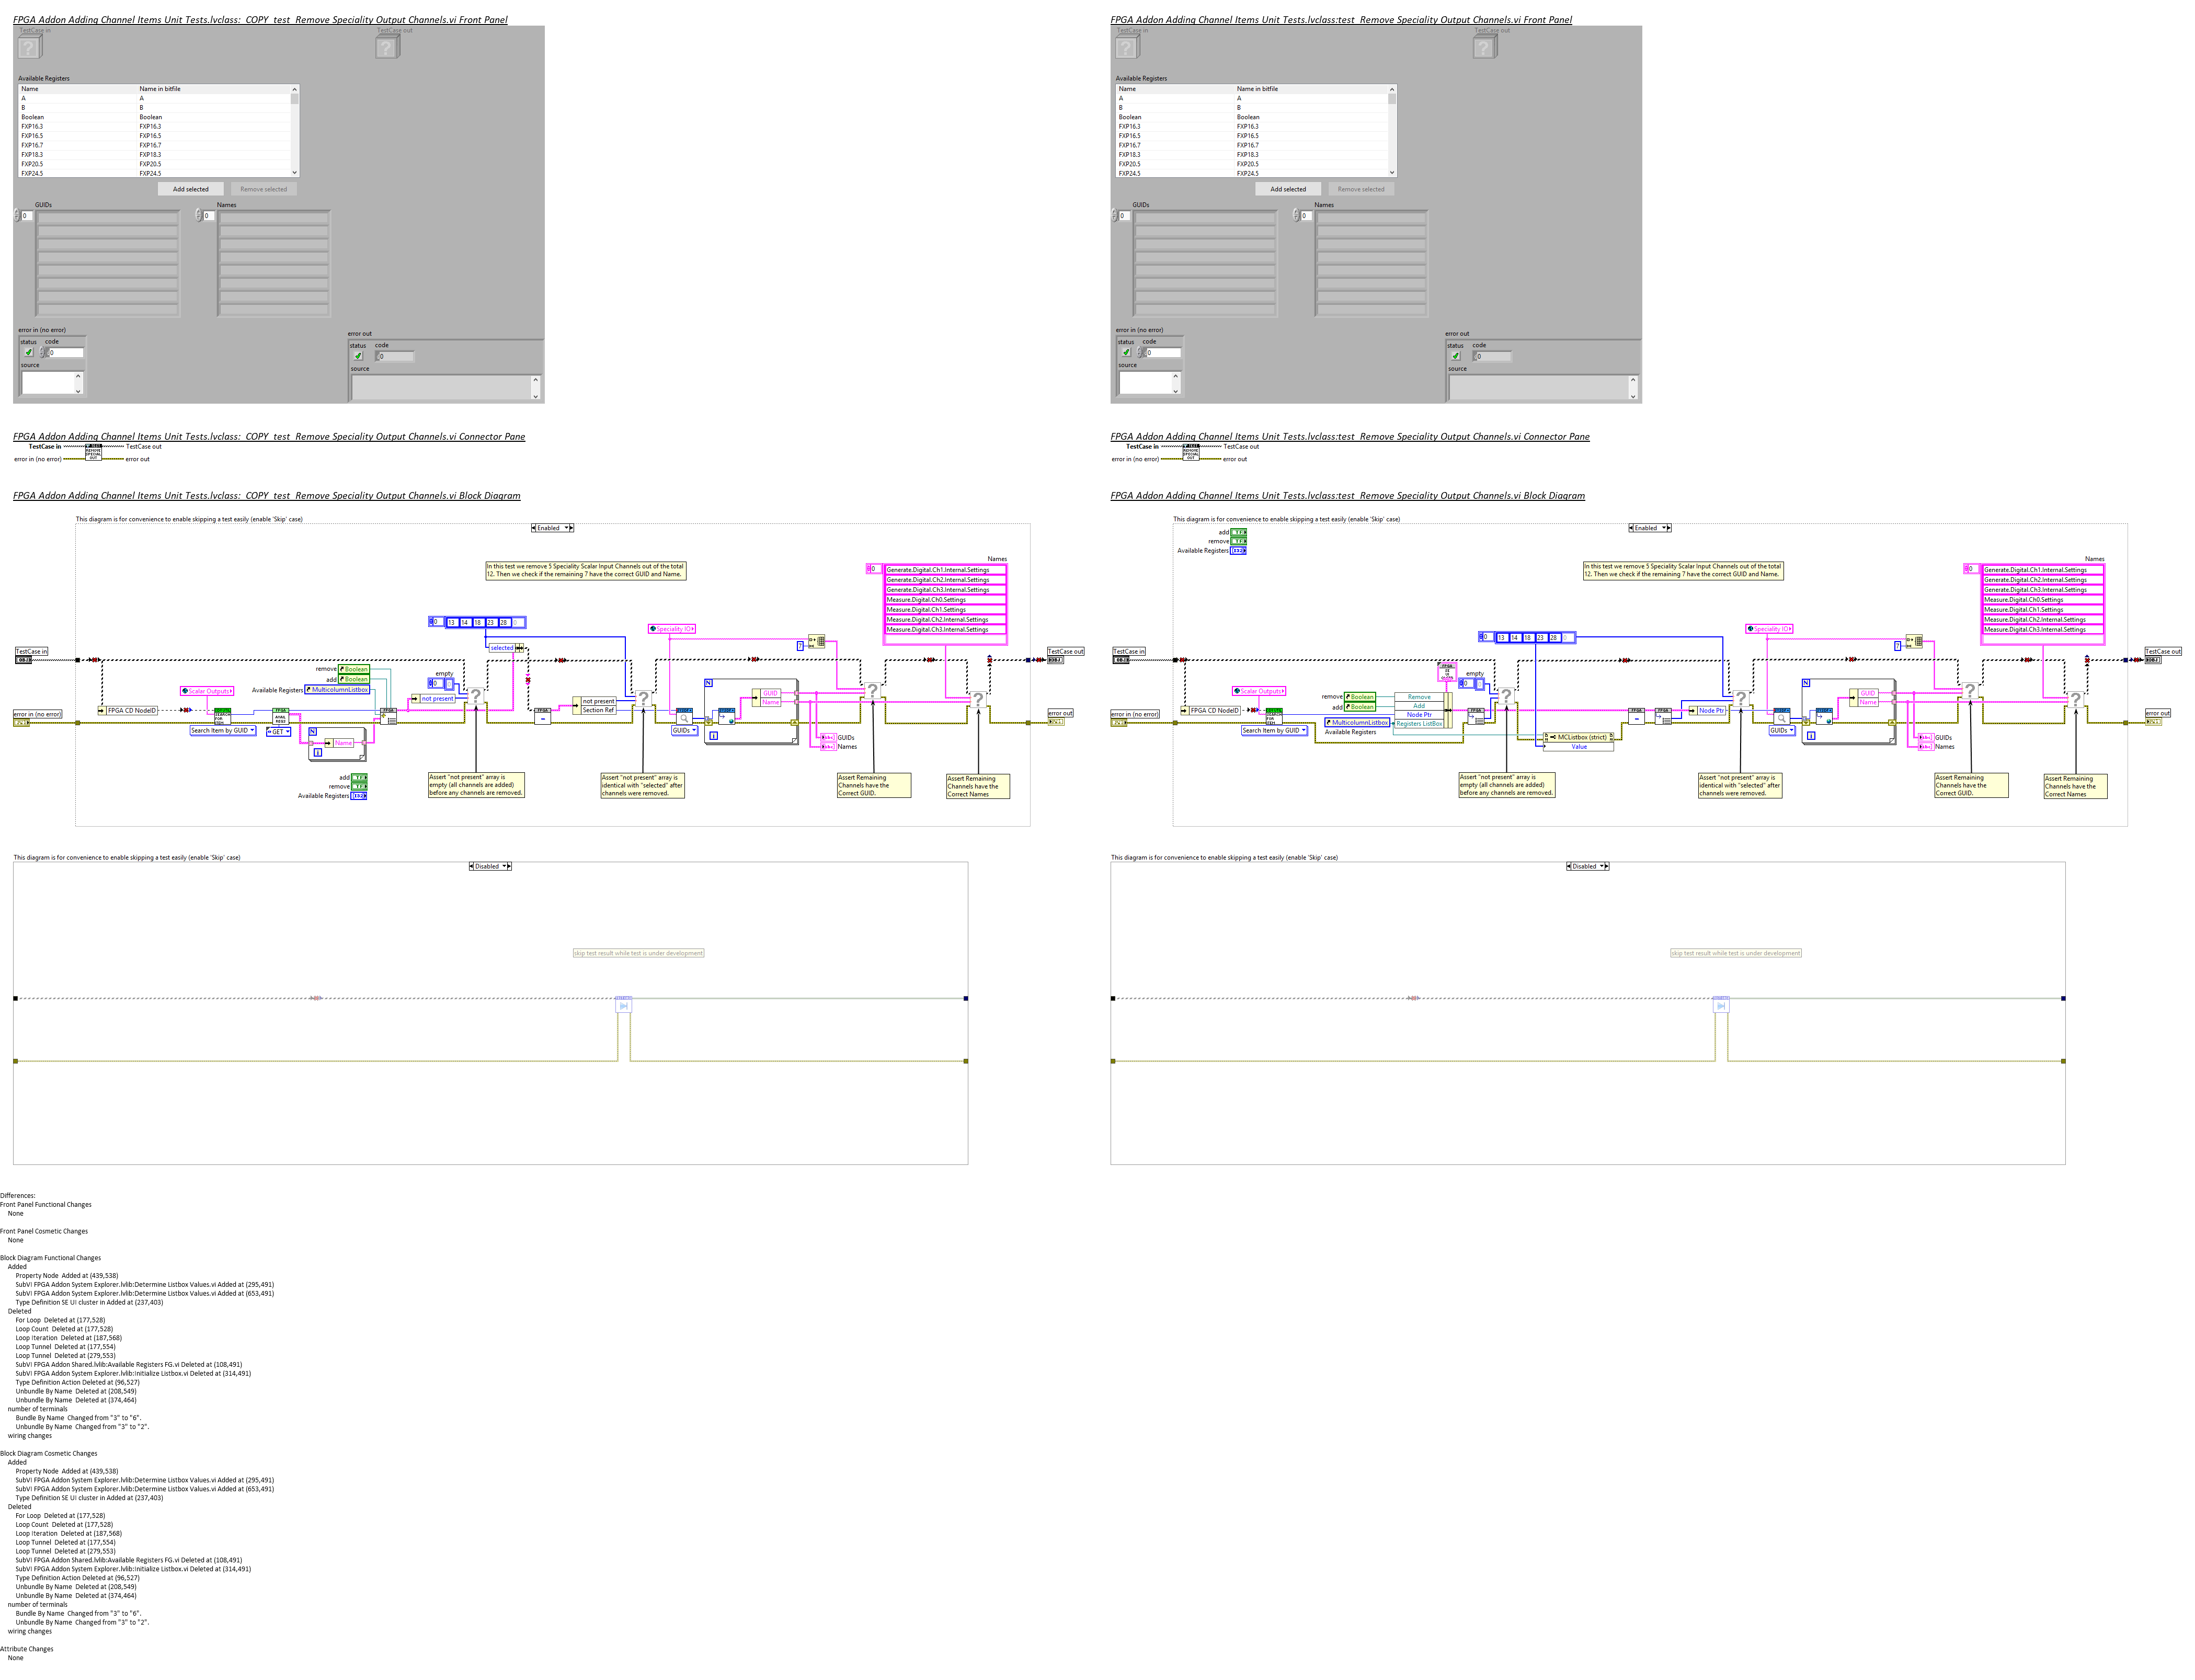 FPGA Addon Adding Channel Items Unit Tests.lvclass:_COPY_test_Remove Speciality Output Channels.vi Front Panel
TestCase in
TestCase out
Available Registers
Name Name in bitfile
A A
B B
Boolean Boolean
FXP16.3 FXP16.3
FXP16.5 FXP16.5
FXP16.7 FXP16.7
FXP18.3 FXP18.3
FXP20.5 FXP20.5
FXP24.5 FXP24.5
Add selected
Remove selected
GUIDs
Names
0
0
error in (no error)
status code
0
source
error out
status code
0
source
FPGA Addon Adding Channel Items Unit Tests.lvclass:_COPY_test_Remove Speciality Output Channels.vi Connector Pane
TestCase in
TestCase out
error in (no error)
error out
FPGA Addon Adding Channel Items Unit Tests.lvclass:_COPY_test_Remove Speciality Output Channels.vi Block Diagram
This diagram is for convenience to enable skipping a test easily (enable 'Skip' case)
Enabled
In this test we remove 5 Speciality Scalar Input Channels out of the total
12. Then we check if the remaining 7 have the correct GUID and Name.
Names
0
Generate.Digital.Ch1.Internal.Settings
Generate.Digital.Ch2.Internal.Settings
Generate.Digital.Ch3.Internal.Settings
Measure.Digital.Ch0.Settings
Measure.Digital.Ch1.Settings
Measure.Digital.Ch2.Internal.Settings
Measure.Digital.Ch3.Internal.Settings
0 13 14 18 23 28
Speciality IO
selected
7
TestCase in
TestCase out
remove Boolean
add Boolean
Available Registers MulticolumnListbox
empty
0
Scalar Outputs
not present
FPGA CD NodeID
not present
Section Ref
GUID
Name
error in (no error)
error out
Search Item by GUID
GET
Name
GUIDs
GUIDs
Names
add
remove
Available Registers
Assert "not present" array is
empty (all channels are added)
before any channels are removed.
Assert "not present" array is
identical with "selected" after
channels were removed.
Assert Remaining
Channels have the
Correct GUID.
Assert Remaining
Channels have the
Correct Names
This diagram is for convenience to enable skipping a test easily (enable 'Skip' case)
Disabled
skip test result while test is under development
FPGA Addon Adding Channel Items Unit Tests.lvclass:test_Remove Speciality Output Channels.vi Front Panel
TestCase in
TestCase out
Available Registers
Name Name in bitfile
A A
B B
Boolean Boolean
FXP16.3 FXP16.3
FXP16.5 FXP16.5
FXP16.7 FXP16.7
FXP18.3 FXP18.3
FXP20.5 FXP20.5
FXP24.5 FXP24.5
Add selected
Remove selected
GUIDs
Names
0
0
error in (no error)
status code
0
source
error out
status code
0
source
FPGA Addon Adding Channel Items Unit Tests.lvclass:test_Remove Speciality Output Channels.vi Connector Pane
TestCase in
TestCase out
error in (no error)
error out
FPGA Addon Adding Channel Items Unit Tests.lvclass:test_Remove Speciality Output Channels.vi Block Diagram
This diagram is for convenience to enable skipping a test easily (enable 'Skip' case)
Enabled
add
remove
Available Registers
In this test we remove 5 Speciality Scalar Input Channels out of the total
12. Then we check if the remaining 7 have the correct GUID and Name.
Names
0
Generate.Digital.Ch1.Internal.Settings
Generate.Digital.Ch2.Internal.Settings
Generate.Digital.Ch3.Internal.Settings
Measure.Digital.Ch0.Settings
Measure.Digital.Ch1.Settings
Measure.Digital.Ch2.Internal.Settings
Measure.Digital.Ch3.Internal.Settings
0 13 14 18 23 28
Speciality IO
7
TestCase in
TestCase out
empty
0
Scalar Outputs
remove Boolean
add Boolean
MulticolumnListbox
Available Registers
Remove
Add
Node Ptr
Registers ListBox
FPGA CD NodeID
Node Ptr
GUID
Name
error in (no error)
error out
Search Item by GUID
MCListbox (strict)
Value
GUIDs
GUIDs
Names
Assert "not present" array is
empty (all channels are added)
before any channels are removed.
Assert "not present" array is
identical with "selected" after
channels were removed.
Assert Remaining
Channels have the
Correct GUID.
Assert Remaining
Channels have the
Correct Names
This diagram is for convenience to enable skipping a test easily (enable 'Skip' case)
Disabled
skip test result while test is under development
Differences:
Front Panel Functional Changes
None
Front Panel Cosmetic Changes
None
Block Diagram Functional Changes
Added
Property Node Added at (439,538)
SubVI FPGA Addon System Explorer.lvlib:Determine Listbox Values.vi Added at (295,491)
SubVI FPGA Addon System Explorer.lvlib:Determine Listbox Values.vi Added at (653,491)
Type Definition SE UI cluster in Added at (237,403)
Deleted
For Loop Deleted at (177,528)
Loop Count Deleted at (177,528)
Loop Iteration Deleted at (187,568)
Loop Tunnel Deleted at (177,554)
Loop Tunnel Deleted at (279,553)
SubVI FPGA Addon Shared.lvlib:Available Registers FG.vi Deleted at (108,491)
SubVI FPGA Addon System Explorer.lvlib:Initialize Listbox.vi Deleted at (314,491)
Type Definition Action Deleted at (96,527)
Unbundle By Name Deleted at (208,549)
Unbundle By Name Deleted at (374,464)
number of terminals
Bundle By Name Changed from "3" to "6".
Unbundle By Name Changed from "3" to "2".
wiring changes
Block Diagram Cosmetic Changes
Added
Property Node Added at (439,538)
SubVI FPGA Addon System Explorer.lvlib:Determine Listbox Values.vi Added at (295,491)
SubVI FPGA Addon System Explorer.lvlib:Determine Listbox Values.vi Added at (653,491)
Type Definition SE UI cluster in Added at (237,403)
Deleted
For Loop Deleted at (177,528)
Loop Count Deleted at (177,528)
Loop Iteration Deleted at (187,568)
Loop Tunnel Deleted at (177,554)
Loop Tunnel Deleted at (279,553)
SubVI FPGA Addon Shared.lvlib:Available Registers FG.vi Deleted at (108,491)
SubVI FPGA Addon System Explorer.lvlib:Initialize Listbox.vi Deleted at (314,491)
Type Definition Action Deleted at (96,527)
Unbundle By Name Deleted at (208,549)
Unbundle By Name Deleted at (374,464)
number of terminals
Bundle By Name Changed from "3" to "6".
Unbundle By Name Changed from "3" to "2".
wiring changes
Attribute Changes
None